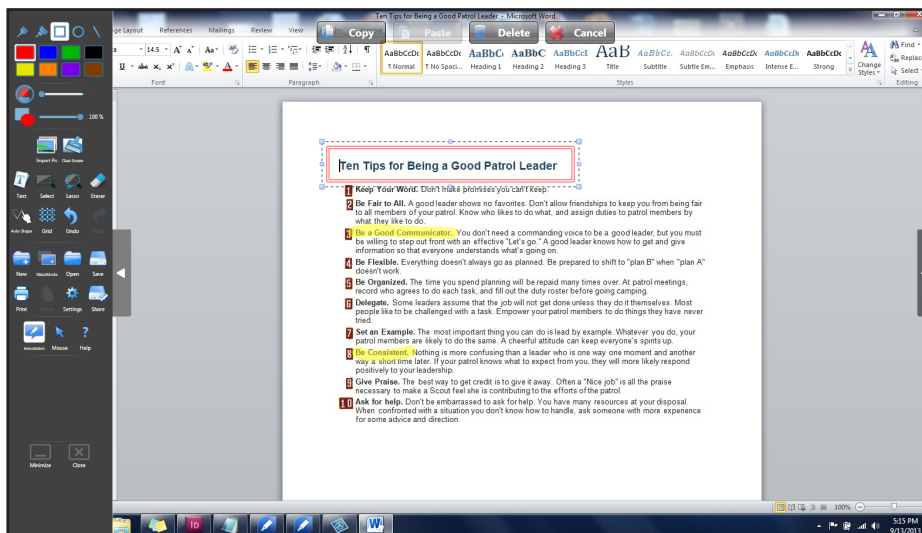 Ten Tips for Being a Good Patrol Leader - Microsoft Word
Copy
Paste
Delete
Cancel
ge Layout
References
Mailings
Review
View
14.5
Aa
AaBbCcDc
AaBbCcDc
AaBbC
AaBbC
AaBbCcI
AaB
AaBbCc.
AaBbCcDc
AaBbCcDc
AaBbCcDc
AaBbCcDc
¶ Normal
¶ No Spaci...
Heading 1
Heading 2
Heading 3
Title
Subtitle
Subtle Em...
Emphasis
Intense E...
Strong
Change
Styles
Find
Replac
Select
Font
Paragraph
Styles
Editing
100 %
Import Pic
Clear Screen
Text
Select
Lasso
Eraser
Auto Shape
Grid
Undo
New
Open
Save
Print
Settings
Share
Annotation
Mouse
Help
Minimize
Close
Ten Tips for Being a Good Patrol Leader
1 Keep Your Word. Don't make promises you can't keep.
2 Be Fair to All. A good leader shows no favorites. Don't allow friendships to keep you from being fair
to all members of your patrol. Know who likes to do what, and assign duties to patrol members by
what they like to do.
3 Be a Good Communicator. You don't need a commanding voice to be a good leader, but you must
be willing to step out front with an effective "Let's go." A good leader knows how to get and give
information so that everyone understands what's going on.
4 Be Flexible. Everything doesn't always go as planned. Be prepared to shift to "plan B" when "plan A"
doesn't work.
5 Be Organized. The time you spend planning will be repaid many times over. At patrol meetings,
record who agrees to do each task, and fill out the duty roster before going camping.
6 Delegate. Some leaders assume that the job will not get done unless they do it themselves. Most
people like to be challenged with a task. Empower your patrol members to do things they have never
tried.
7 Set an Example. The most important thing you can do is lead by example. Whatever you do, your
patrol members are likely to do the same. A cheerful attitude can keep everyone's spirits up.
8 Be Consistent. Nothing is more confusing than a leader who is one way one moment and another
way a short time later. If your patrol knows what to expect from you, they will more likely respond
positively to your leadership.
9 Give Praise. The best way to get credit is to give it away. Often a "Nice job" is all the praise
necessary to make a Scout feel she is contributing to the efforts of the patrol.
10 Ask for help. Don't be embarrassed to ask for help. You have many resources at your disposal.
When confronted with a situation you don't know how to handle, ask someone with more experience
for some advice and direction.
100%
5:15 PM
9/13/2013